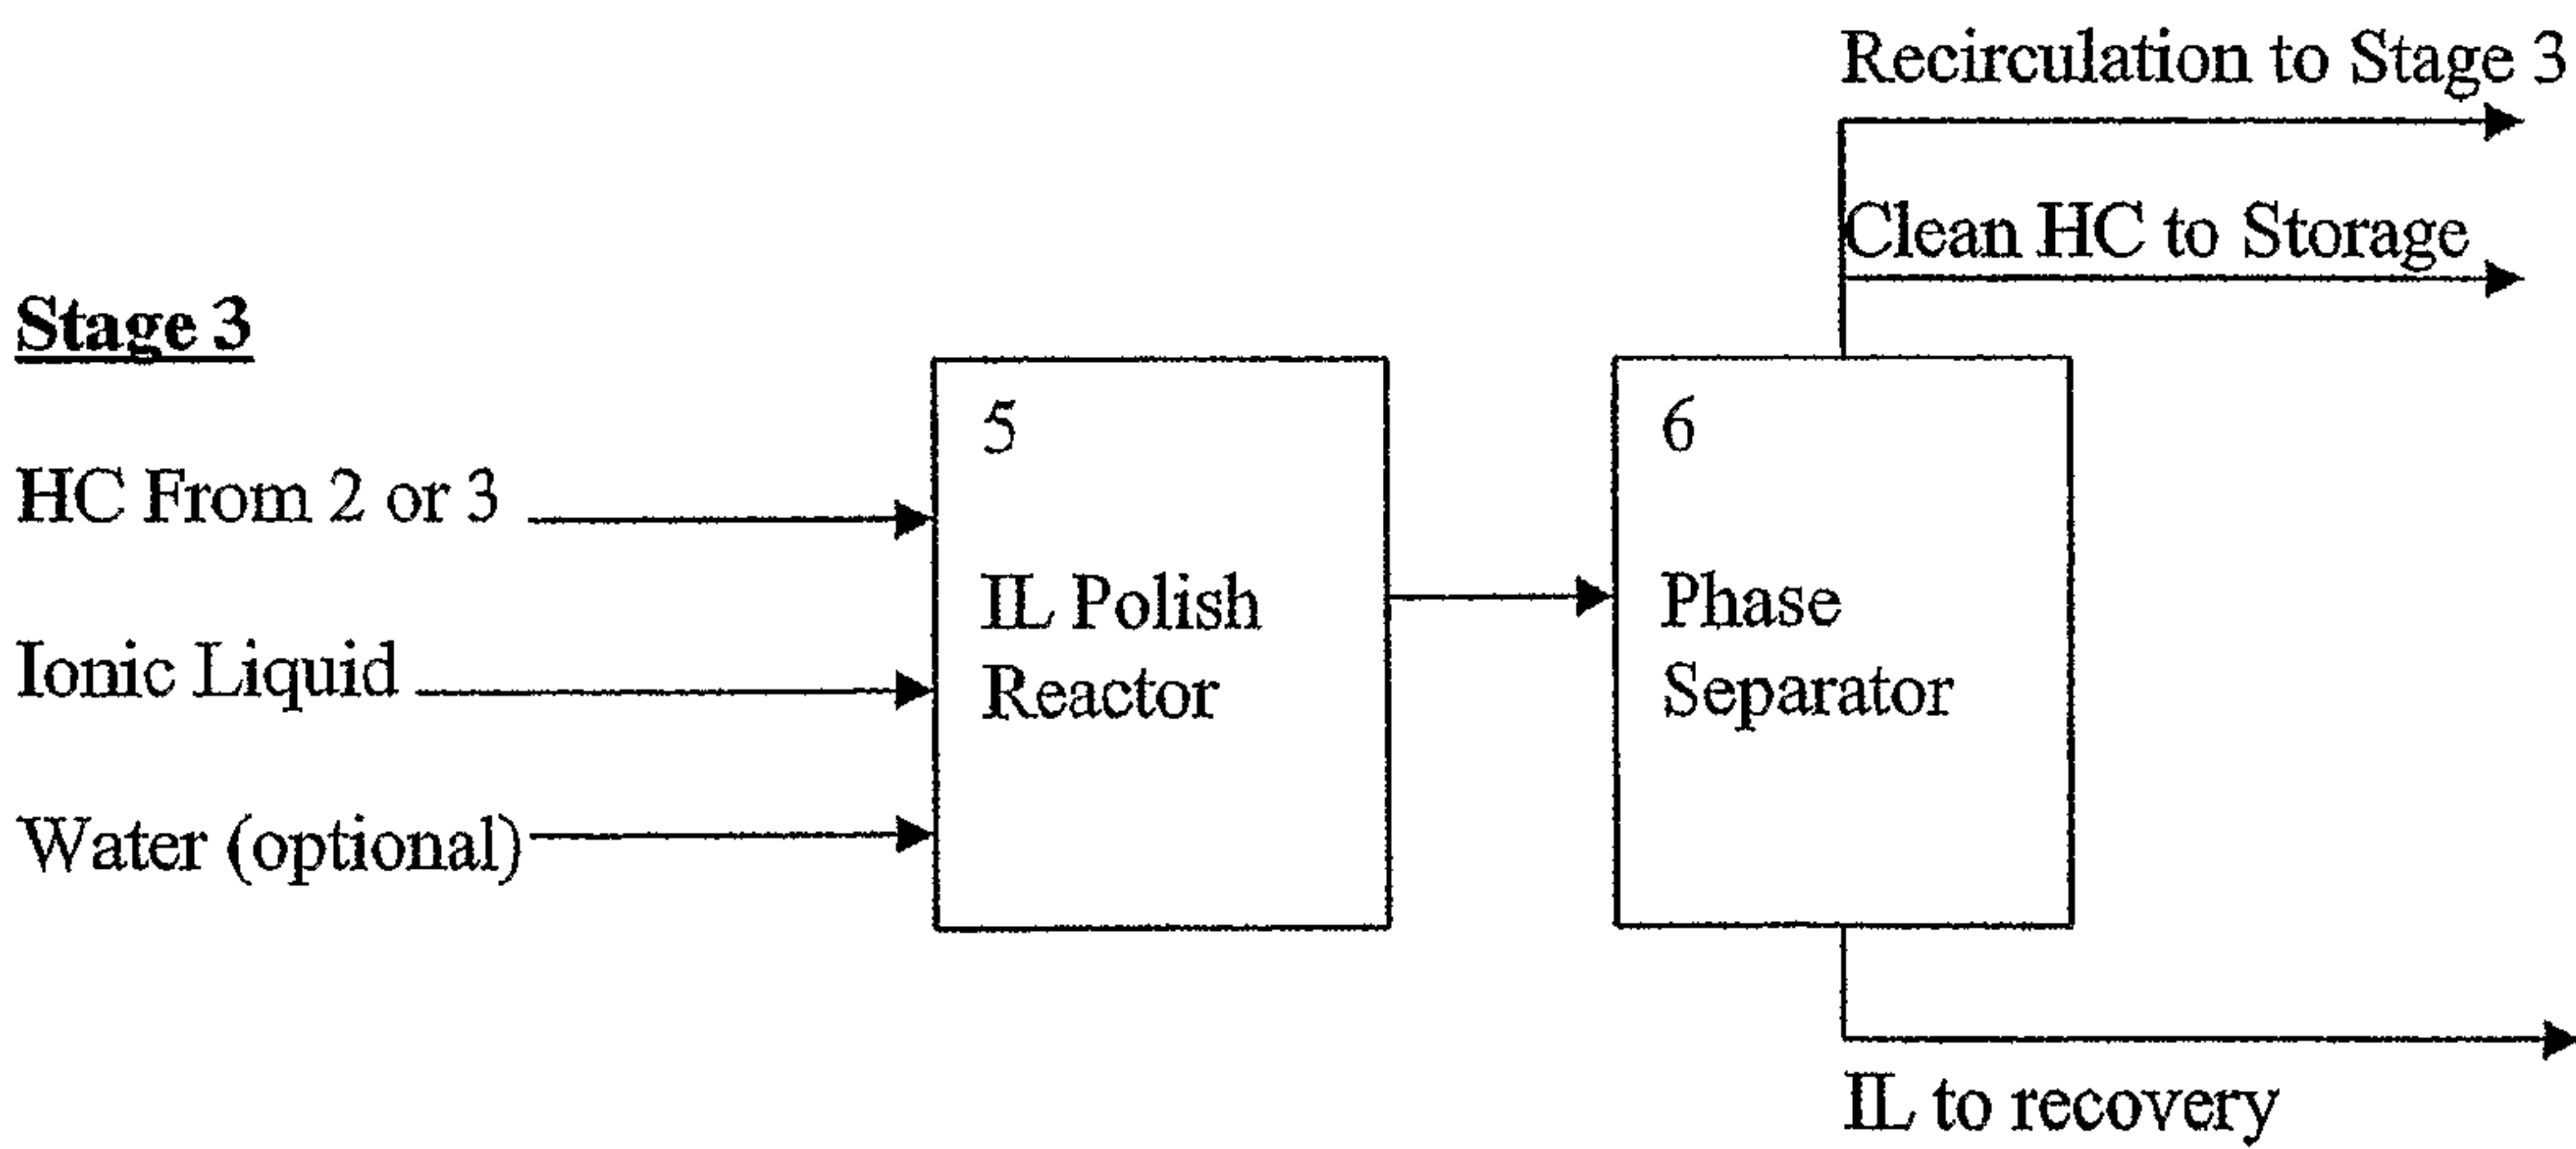 Recirculation to Stage 3
Clean HC to Storage
Stage 3
HC From 2 or 3
Ionic Liquid
Water (optional)
5
IL Polish
Reactor
6
Phase
Separator
IL to recovery